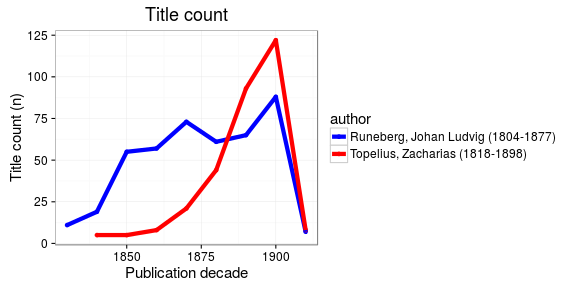 Title count
125
100
75
50
25
0
Title count (n)
1850 1875 1900
Publication decade
author
Runeberg, Johan Ludvig (1804-1877)
Topelius, Zacharias (1818-1898)